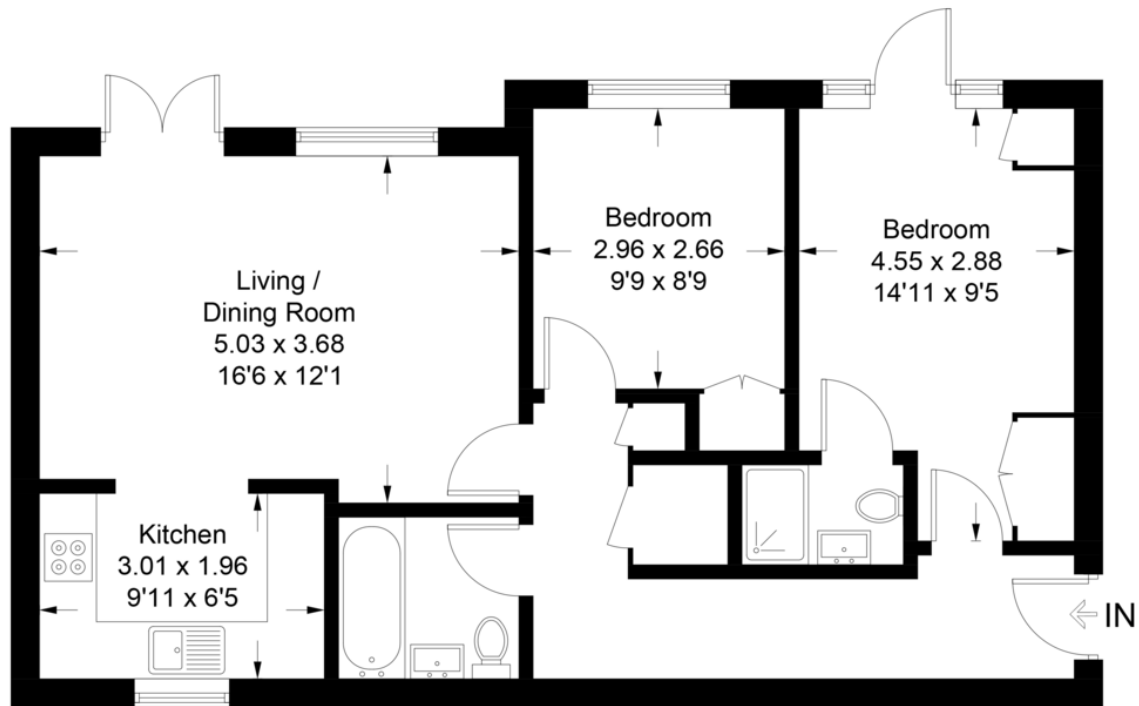 Living /
Dining Room
5.03 x 3.68
16'6 x 12'1
Bedroom
2.96 x 2.66
9'9 x 8'9
Bedroom
4.55 x 2.88
14'11 x 9'5
Kitchen
3.01 x 1.96
9'11 x 6'5
IN